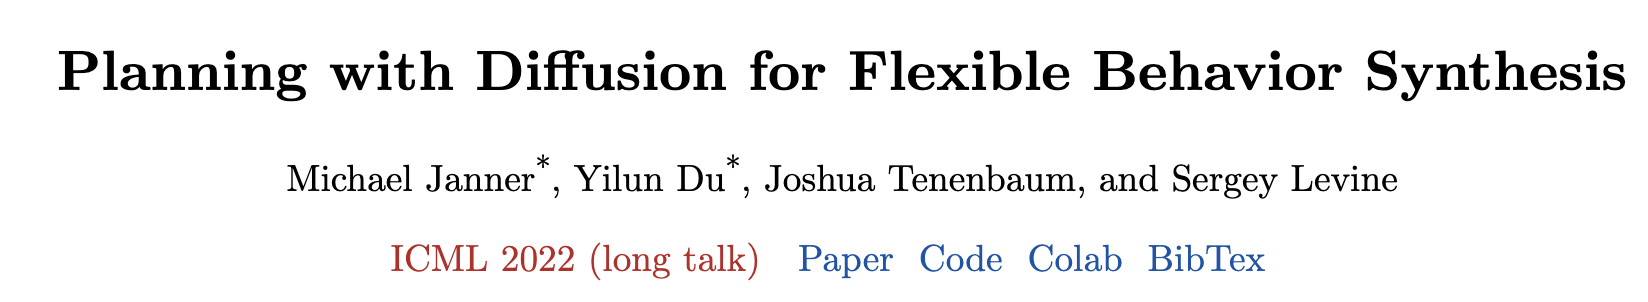 Planning with Diffusion for Flexible Behavior Synthesis
Michael Janner*, Yilun Du*, Joshua Tenenbaum, and Sergey Levine
ICML 2022 (long talk) Paper Code Colab BibTex